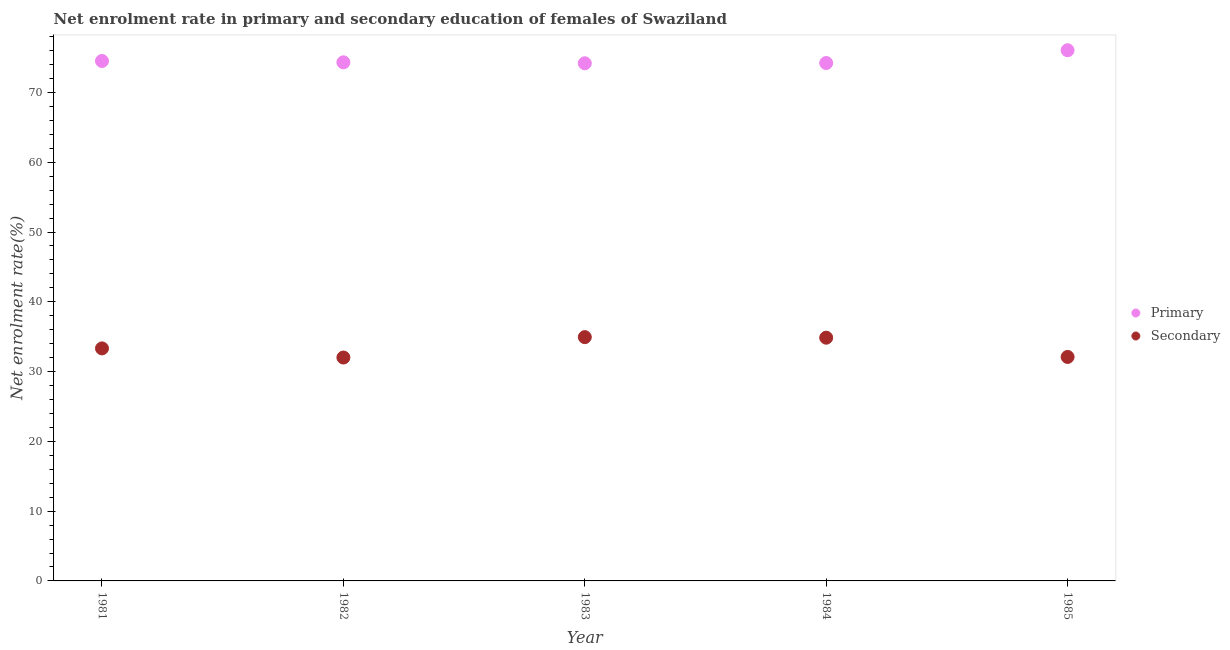 Net enrolment rate in primary and secondary education of females of Swaziland
Net enrolment rate(%)
70
60
50
40
30
20
10
0
1981
1982
1983
1984
1985
Year
Primary
Secondary